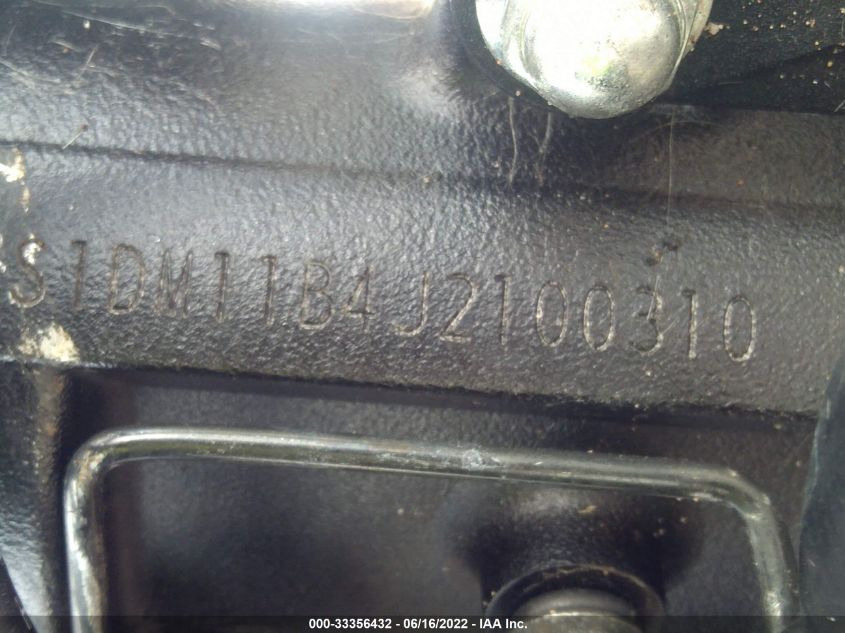 S1DM11B4J2100310
000-33356432 - 06/16/2022 - IAA Inc.